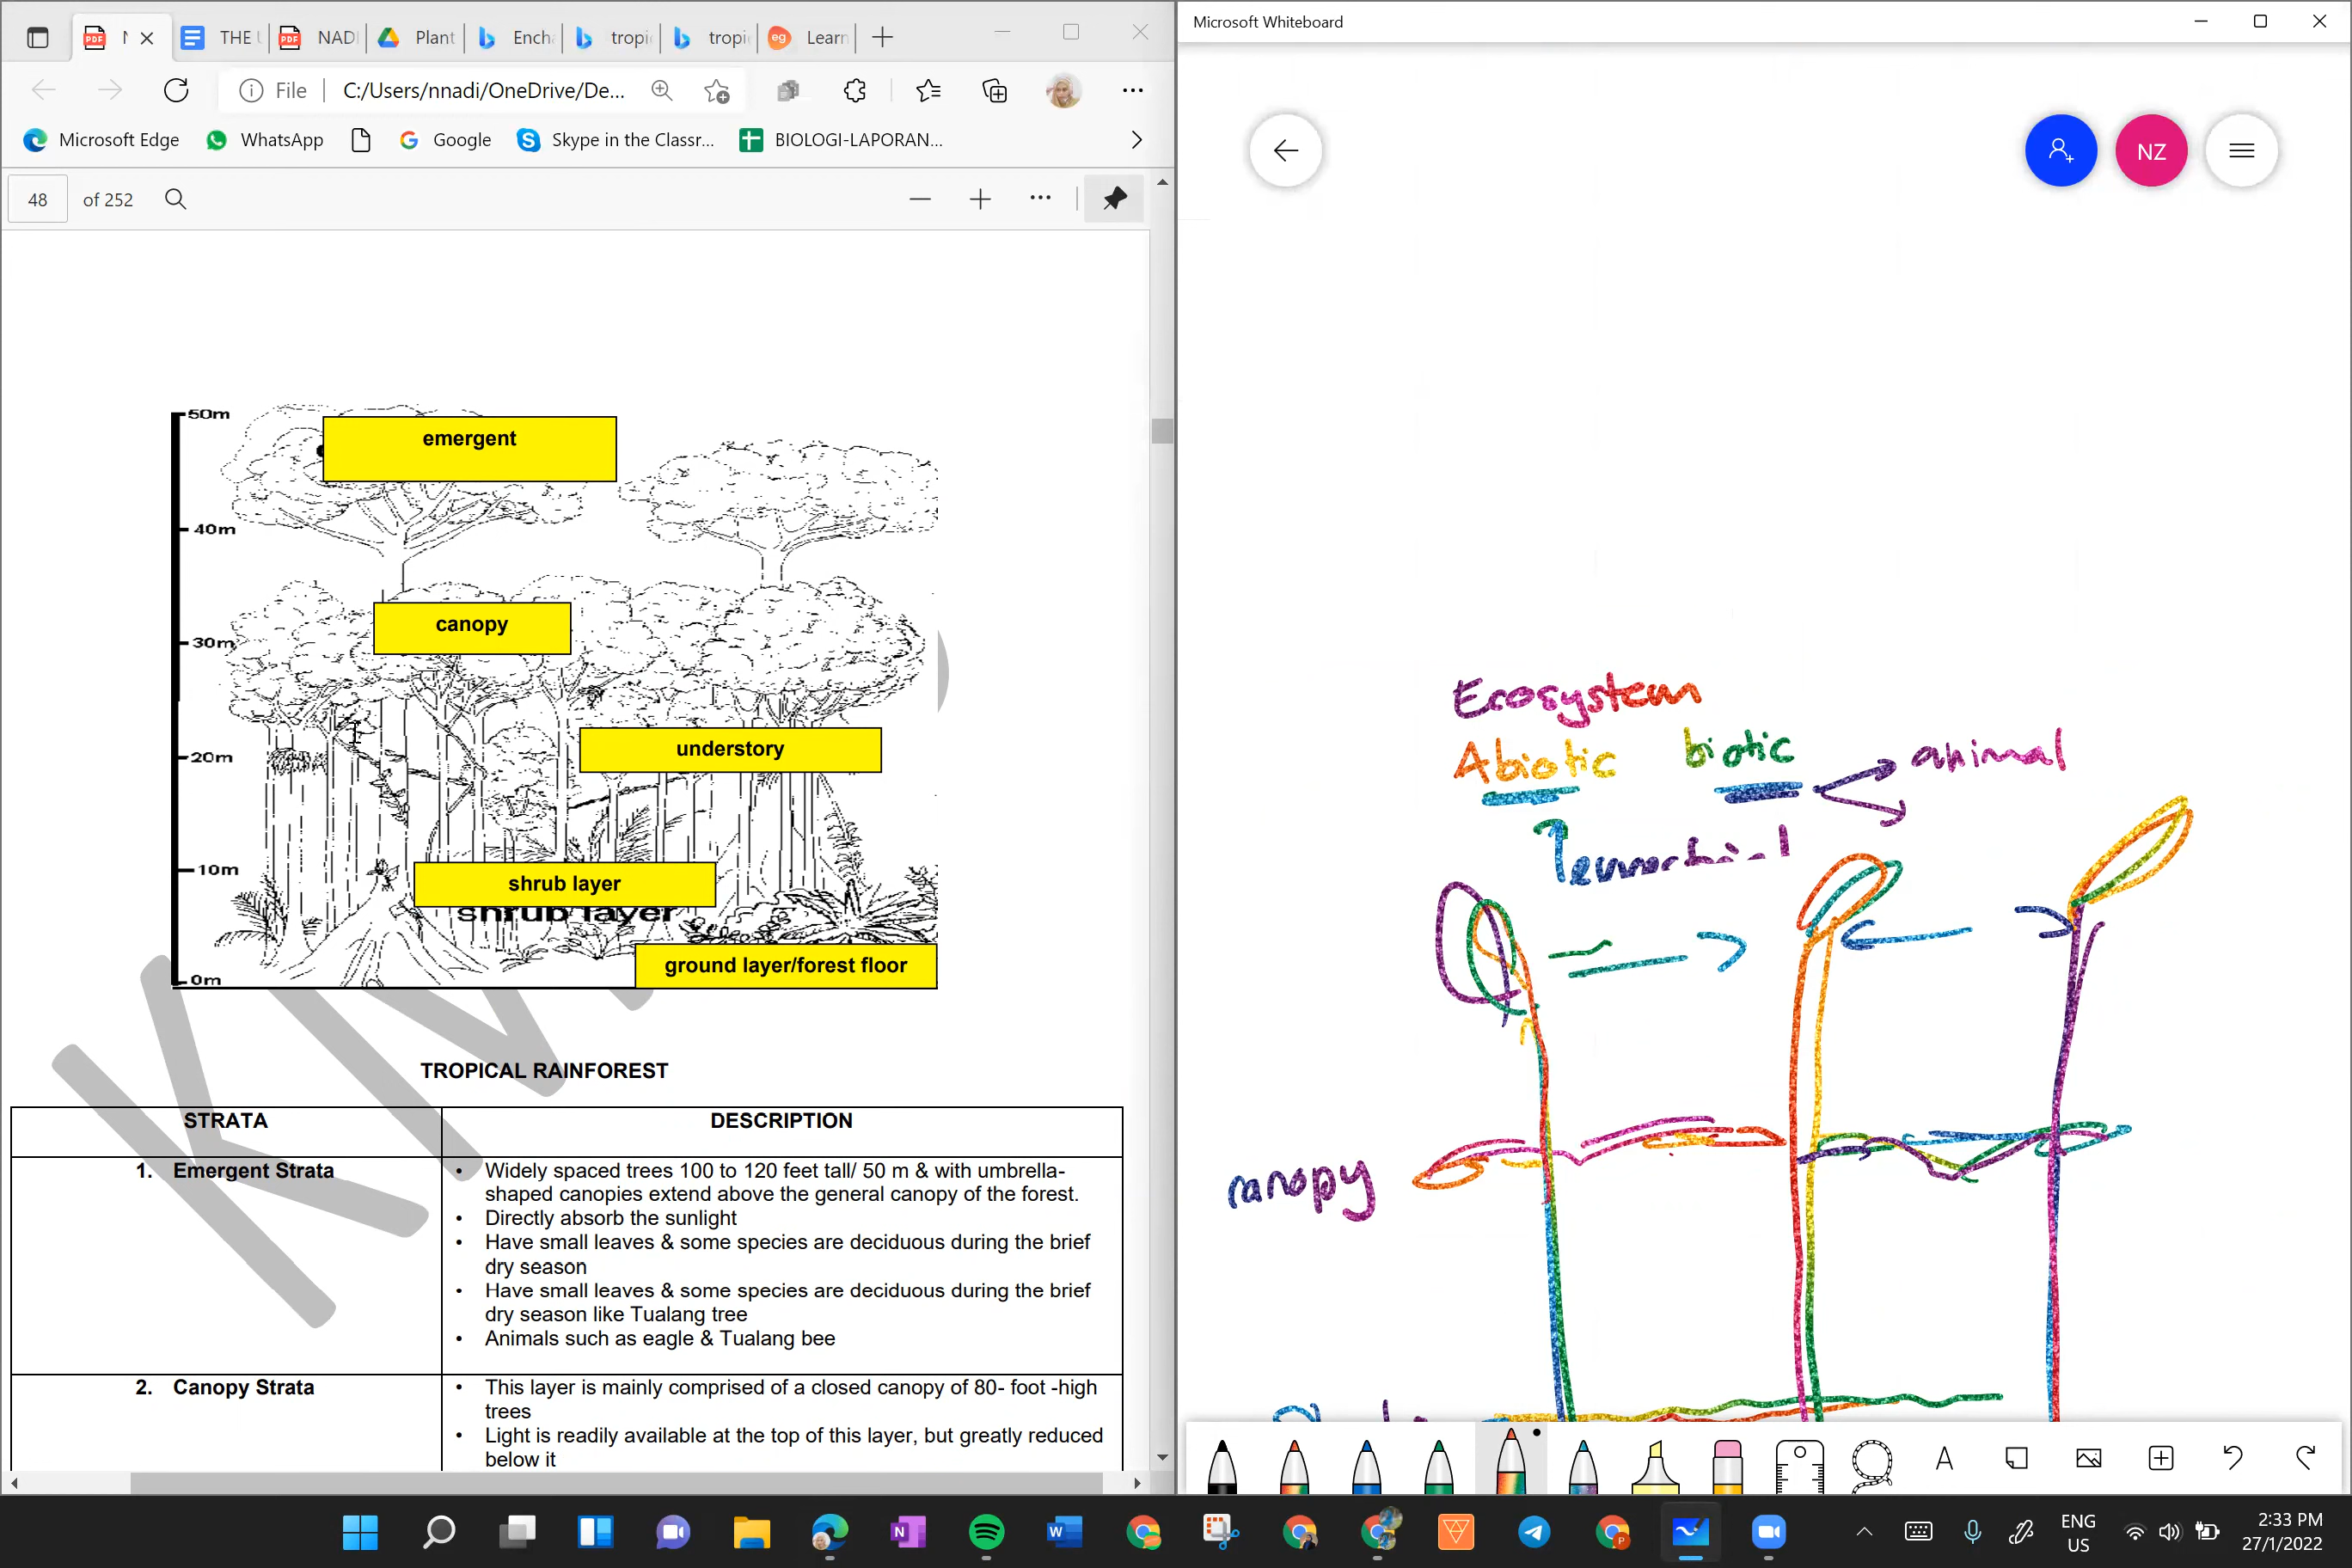 THE U
NADI
Plant
Ench
tropi
tropi
eg
Learn
File
C:/Users/nnadi/OneDrive/De...
Microsoft Edge
WhatsApp
Google
Skype in the Classr...
BIOLOGI-LAPORAN...
48
of 252
50m
emergent
40m
canopy
30m
understory
20m
10m
shrub layer
shrub layer
ground layer/forest floor
0m
TROPICAL RAINFOREST
STRATA
DESCRIPTION
1. Emergent Strata
• Widely spaced trees 100 to 120 feet tall/ 50 m & with umbrella-
shaped canopies extend above the general canopy of the forest.
• Directly absorb the sunlight
• Have small leaves & some species are deciduous during the brief
dry season
• Have small leaves & some species are deciduous during the brief
dry season like Tualang tree
• Animals such as eagle & Tualang bee
2. Canopy Strata
• This layer is mainly comprised of a closed canopy of 80- foot -high
trees
• Light is readily available at the top of this layer, but greatly reduced
below it
Microsoft Whiteboard
NZ
Ecosystem
Abiotic biotic animal
canopy
ENG
US
2:33 PM
27/1/2022